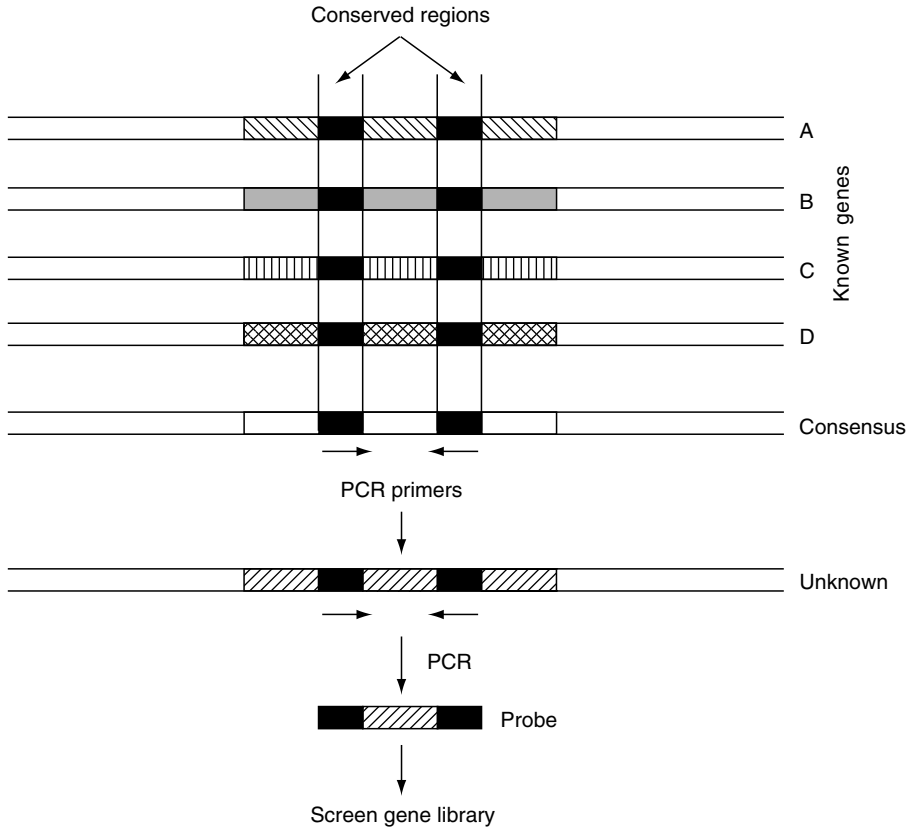 Conserved regions
A
B
C
D
Known genes
Consensus
PCR primers
Unknown
PCR
Probe
Screen gene library